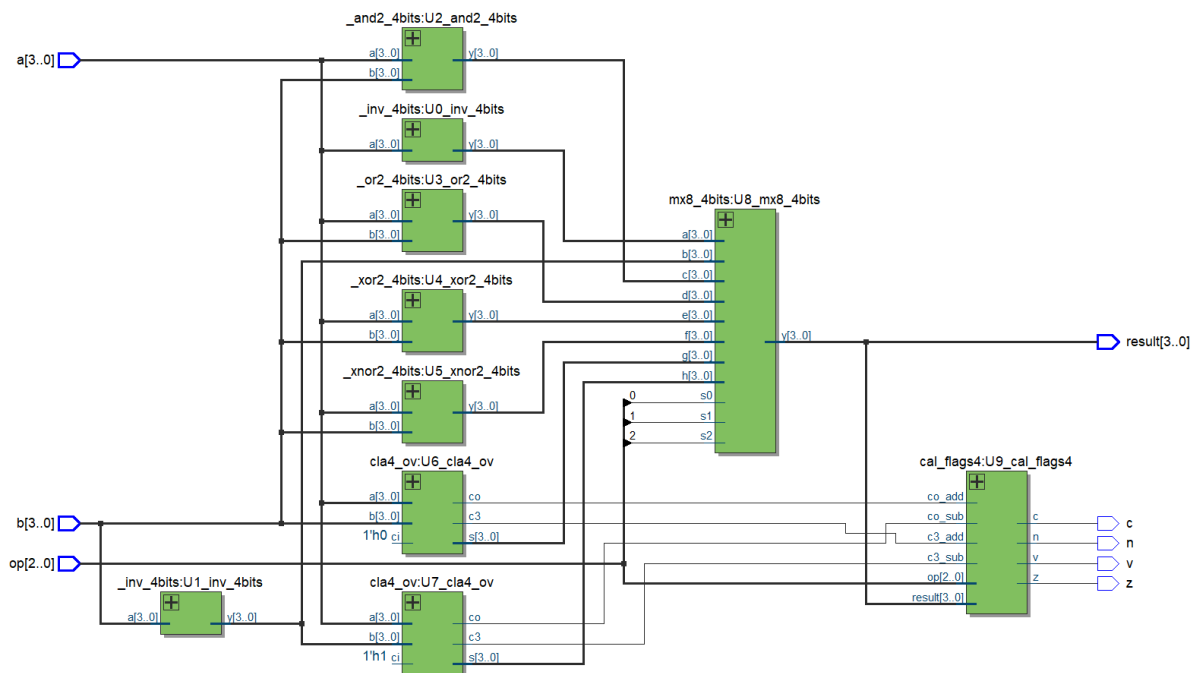 _and2_4bits:U2_and2_4bits
a[3..0]
a[3..0]
b[3..0]
y[3..0]
_inv_4bits:U0_inv_4bits
a[3..0]
y[3..0]
_or2_4bits:U3_or2_4bits
a[3..0]
b[3..0]
y[3..0]
_xor2_4bits:U4_xor2_4bits
a[3..0]
b[3..0]
y[3..0]
_xnor2_4bits:U5_xnor2_4bits
a[3..0]
b[3..0]
y[3..0]
mx8_4bits:U8_mx8_4bits
a[3..0]
b[3..0]
c[3..0]
d[3..0]
e[3..0]
f[3..0]
g[3..0]
h[3..0]
0 s0
1 s1
2 s2
y[3..0]
result[3..0]
cla4_ov:U6_cla4_ov
a[3..0]
b[3..0]
1'h0 ci
co
c3
s[3..0]
b[3..0]
op[2..0]
_inv_4bits:U1_inv_4bits
a[3..0]
y[3..0]
cla4_ov:U7_cla4_ov
a[3..0]
b[3..0]
1'h1 ci
co
c3
s[3..0]
cal_flags4:U9_cal_flags4
co_add
co_sub
c3_add
c3_sub
op[2..0]
result[3..0]
c
n
v
z
c
n
v
z